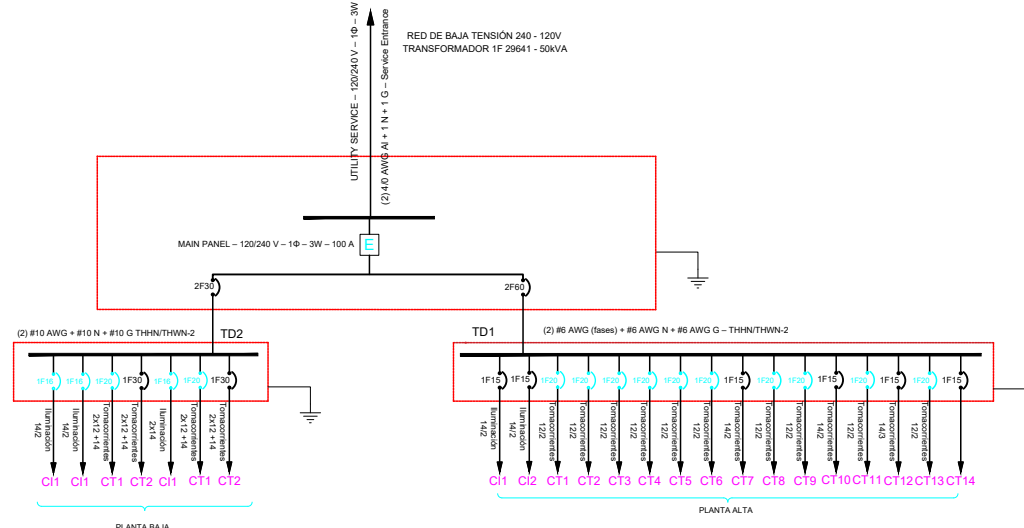 UTILITY SERVICE – 120/240 V – 1Φ – 3W
(2) 4/0 AWG Al + 1 N + 1 G – Service Entrance
RED DE BAJA TENSIÓN 240 - 120V
TRANSFORMADOR 1F 29641 - 50kVA
MAIN PANEL – 120/240 V – 1Φ – 3W – 100 A
E
2F30
2F60
(2) #10 AWG + #10 N + #10 G THHN/THWN-2
TD2
TD1
(2) #6 AWG (fases) + #6 AWG N + #6 AWG G – THHN/THWN-2
1F16 1F16 1F20 1F30 1F16 1F20 1F30
1F15 1F15 1F20 1F20 1F20 1F20 1F20 1F20 1F15 1F20 1F20 1F15 1F20 1F15 1F20 1F15
Iluminación
14/2
Iluminación
14/2
Tomacorrientes
2x12 +14
Tomacorrientes
2x12 +14
Iluminación
2x14
Tomacorrientes
2x12 +14
Tomacorrientes
2x12 +14
Iluminación
14/2
Iluminación
14/2
Tomacorrientes
12/2
Tomacorrientes
12/2
Tomacorrientes
12/2
Tomacorrientes
12/2
Tomacorrientes
12/2
Tomacorrientes
12/2
Tomacorrientes
14/2
Tomacorrientes
12/2
Tomacorrientes
12/2
Tomacorrientes
14/2
Tomacorrientes
12/2
Tomacorrientes
14/3
Tomacorrientes
12/2
Tomacorrientes
CI1 CI1 CT1 CT2 CI1 CT1 CT2
CI1 CI2 CT1 CT2 CT3 CT4 CT5 CT6 CT7 CT8 CT9 CT10 CT11 CT12 CT13 CT14
PLANTA BAJA
PLANTA ALTA